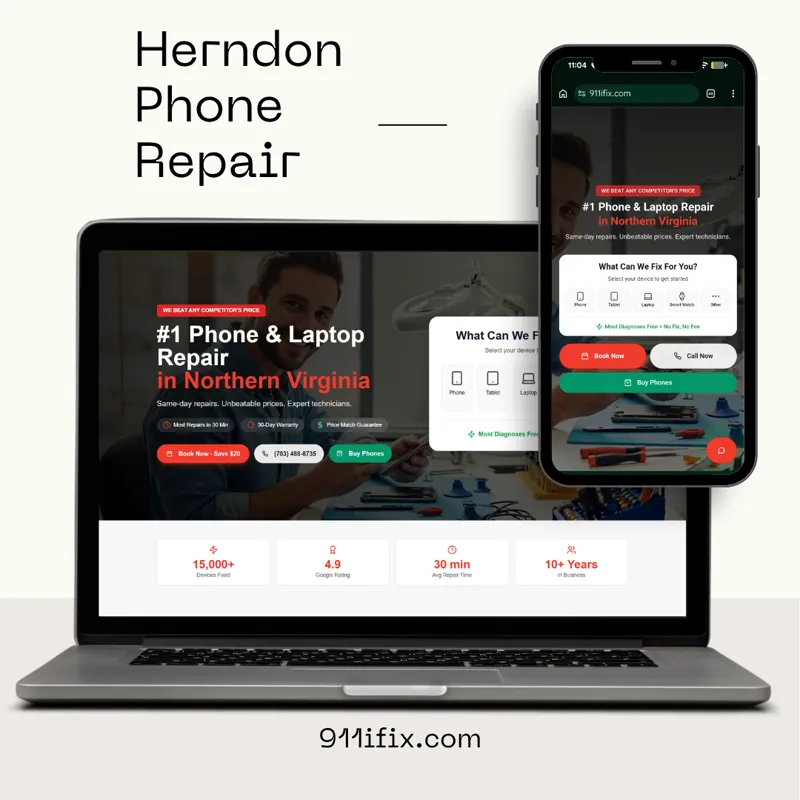 Herndon
Phone
Repair
11:04
911ifix.com
WE BEAT ANY COMPETITOR'S PRICE
#1 Phone & Laptop Repair
in Northern Virginia
Same-day repairs. Unbeatable prices. Expert technicians.
What Can We Fix For You?
Select your device to get started
Phone Tablet Laptop Smart Watch Other
Most Diagnoses Free • No Fix, No Fee
Book Now Call Now
Buy Phones
WE BEAT ANY COMPETITOR'S PRICE
#1 Phone & Laptop
Repair
in Northern Virginia
Same-day repairs. Unbeatable prices. Expert technicians.
Most Repairs in 30 Min 30-Day Warranty Price Match Guarantee
Book Now - Save $20 (703) 488-8735 Buy Phones
What Can We F
Select your device t
Phone Tablet Laptop
Most Diagnoses Free
15,000+ 4.9 30 min 10+ Years
Devices Fixed Google Rating Avg Repair Time in Business
911ifix.com